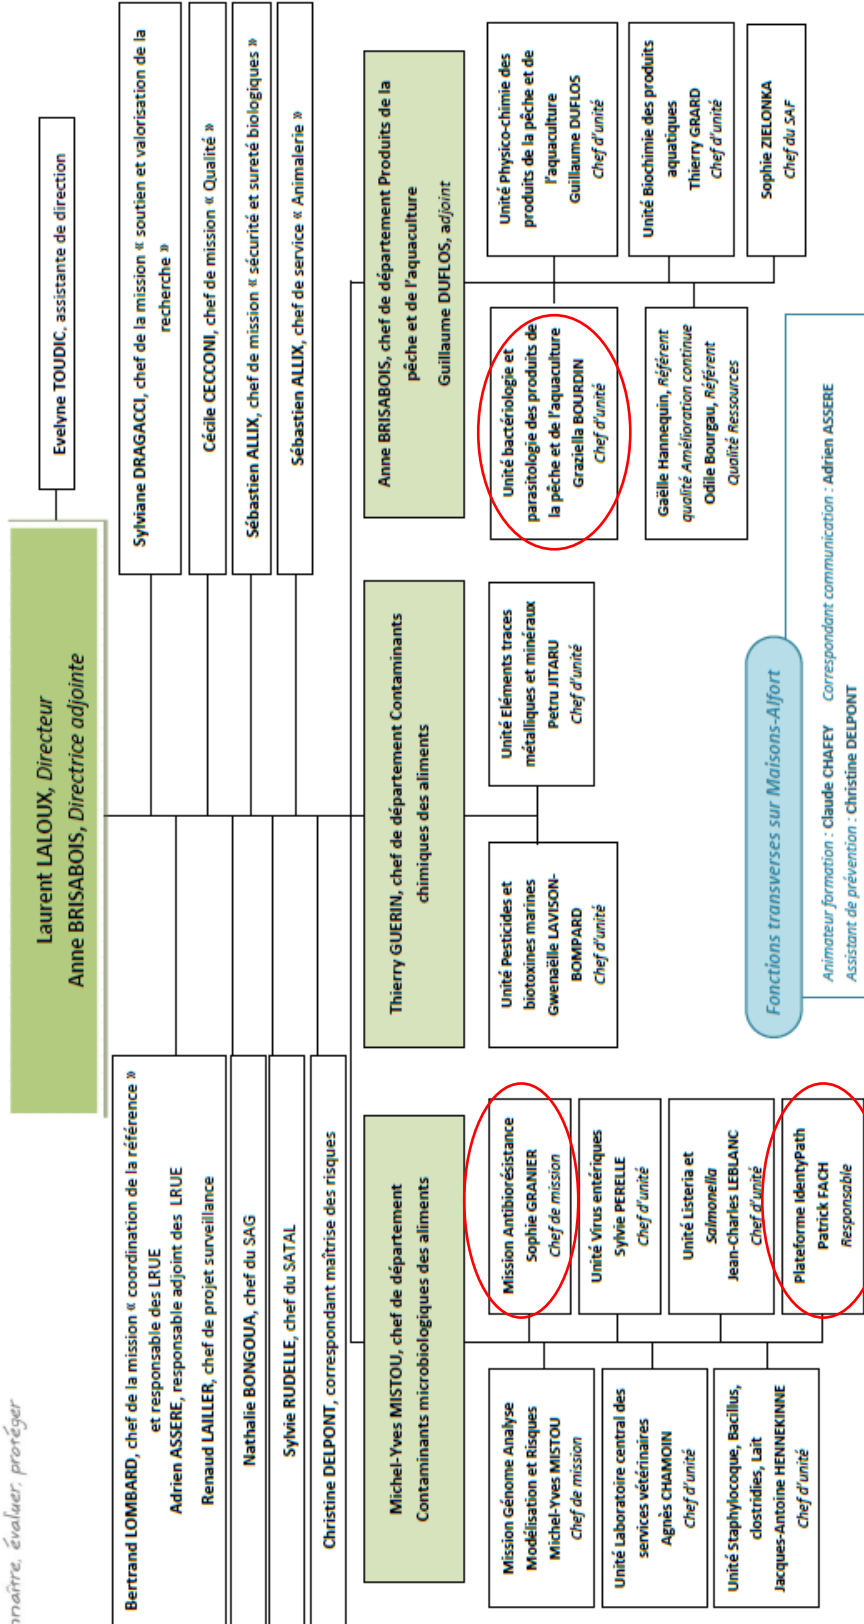 onnaître, évaluer, protéger
Laurent LALOUX, Directeur
Anne BRISABOIS, Directrice adjointe
Evelyne TOUDIC, assistante de direction
Bertrand LOMBARD, chef de la mission « coordination de la référence »
et responsable des LRUE
Adrien ASSERE, responsable adjoint des LRUE
Renaud LAILLER, chef de projet surveillance
Nathalie BONGOUA, chef du SAG
Sylvie RUDELLE, chef du SATAL
Christine DELPONT, correspondant maîtrise des risques
Sylviane DRAGACCI, chef de la mission « soutien et valorisation de la
recherche »
Cécile CECCONI, chef de mission « Qualité »
Sébastien ALLIX, chef de mission « sécurité et sureté biologiques »
Sébastien ALLIX, chef de service « Animalerie »
Michel-Yves MISTOU, chef de département
Contaminants microbiologiques des aliments
Mission Génome Analyse
Modélisation et Risques
Michel-Yves MISTOU
Chef de mission
Mission Antibiorésistance
Sophie GRANIER
Chef de mission
Unité Laboratoire central des
services vétérinaires
Agnès CHAMOIN
Chef d'unité
Unité Virus entériques
Sylvie PERELLE
Chef d'unité
Unité Staphylocoque, Bacillus,
clostridies, Lait
Jacques-Antoine HENNEKINNE
Chef d'unité
Unité Listeria et
Salmonella
Jean-Charles LEBLANC
Chef d'unité
Plateforme IdentyPath
Patrick FACH
Responsable
Thierry GUERIN, chef de département Contaminants
chimiques des aliments
Unité Pesticides et
biotoxines marines
Gwenaëlle LAVISON-
BOMPARD
Chef d'unité
Unité Eléments traces
métalliques et minéraux
Petru JITARU
Chef d'unité
Anne BRISABOIS, chef de département Produits de la
pêche et de l'aquaculture
Guillaume DUFLOS, adjoint
Unité bactériologie et
parasitologie des produits de
la pêche et de l'aquaculture
Graziella BOURDIN
Chef d'unité
Unité Physico-chimie des
produits de la pêche et de
l'aquaculture
Guillaume DUFLOS
Chef d'unité
Gaëlle Hannequin, Référent
qualité Amélioration continue
Odile Bourgau, Référent
Qualité Ressources
Unité Biochimie des produits
aquatiques
Thierry GRARD
Chef d'unité
Sophie ZIELONKA
Chef du SAF
Fonctions transverses sur Maisons-Alfort
Animateur formation : Claude CHAFEY Correspondant communication : Adrien ASSERE
Assistant de prévention : Christine DELPONT